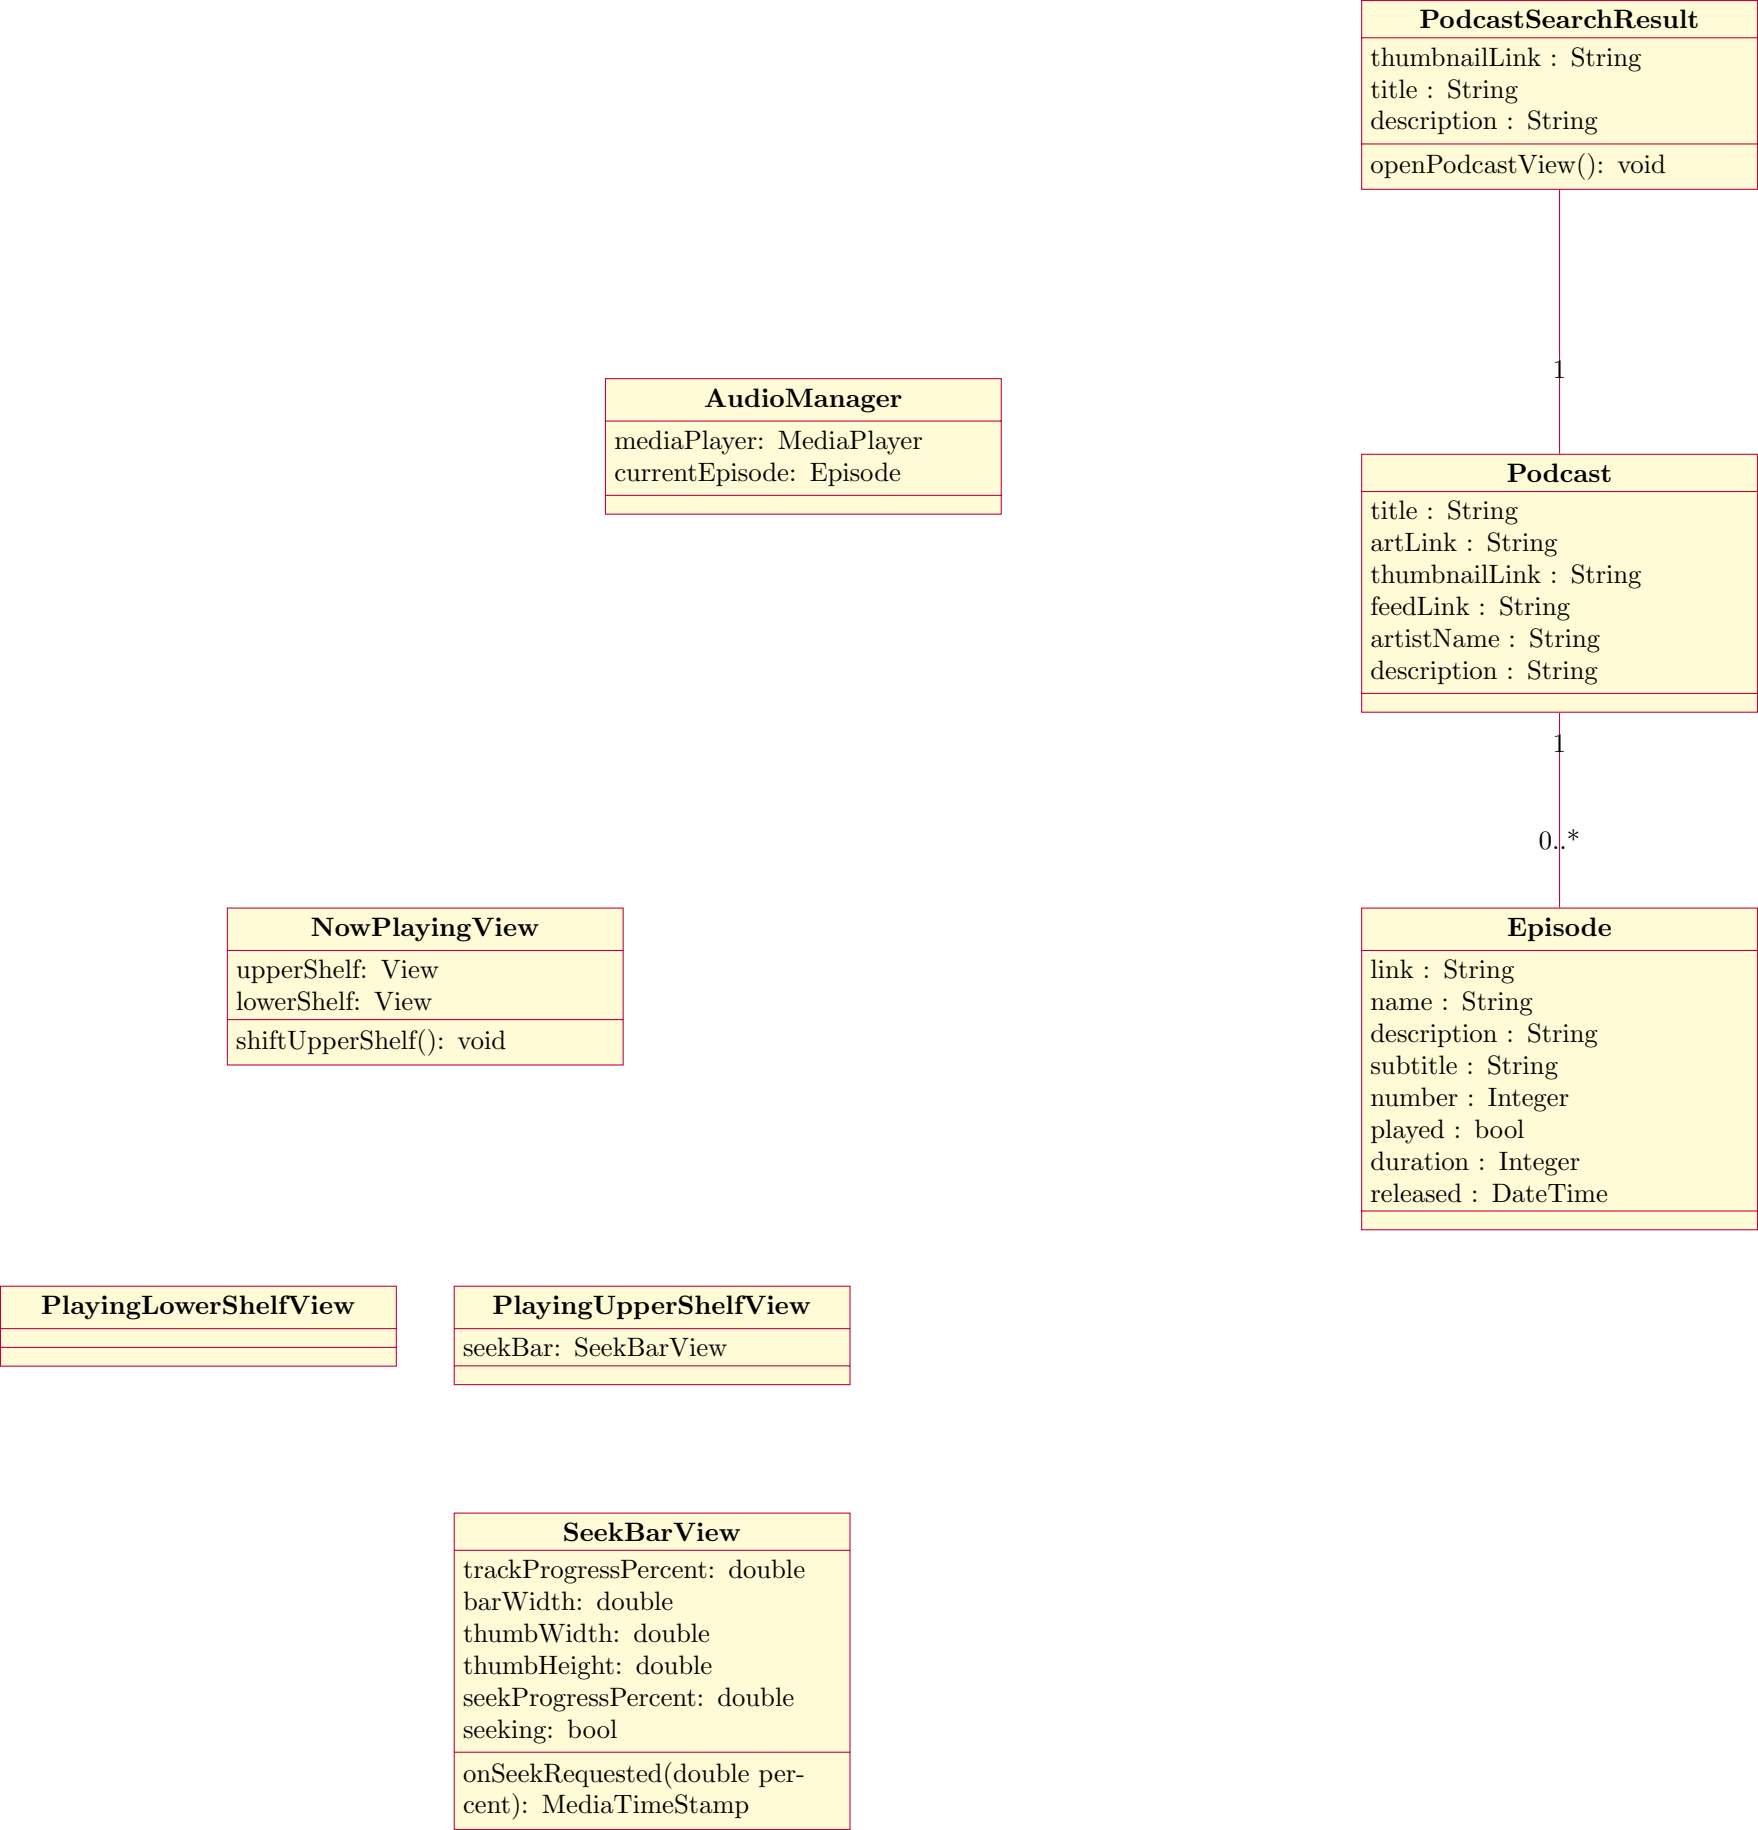 PodcastSearchResult
thumbnailLink : String
title : String
description : String
openPodcastView(): void
1
AudioManager
mediaPlayer: MediaPlayer
currentEpisode: Episode
Podcast
title : String
artLink : String
thumbnailLink : String
feedLink : String
artistName : String
description : String
1
0..*
NowPlayingView
upperShelf: View
lowerShelf: View
shiftUpperShelf(): void
Episode
link : String
name : String
description : String
subtitle : String
number : Integer
played : bool
duration : Integer
released : DateTime
PlayingLowerShelfView
PlayingUpperShelfView
seekBar: SeekBarView
SeekBarView
trackProgressPercent: double
barWidth: double
thumbWidth: double
thumbHeight: double
seekProgressPercent: double
seeking: bool
onSeekRequested(double per-
cent): MediaTimeStamp